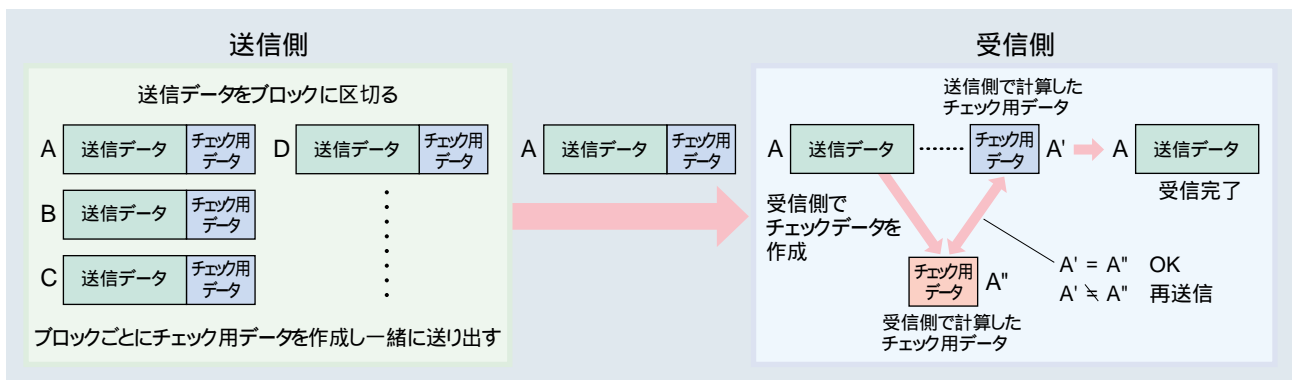 送信側
送信データをブロックに区切る
A 送信データ チェック用データ D 送信データ チェック用データ
B 送信データ チェック用データ
C 送信データ チェック用データ
ブロックごとにチェック用データを作成し一緒に送り出す
A 送信データ チェック用データ
受信側
送信側で計算した
チェック用データ
A 送信データ ....... チェック用データ A' A 送信データ
受信完了
受信側で
チェックデータを
作成
チェック用データ A"
受信側で計算した
チェック用データ
A' = A" OK
A' ≒ A" 再送信